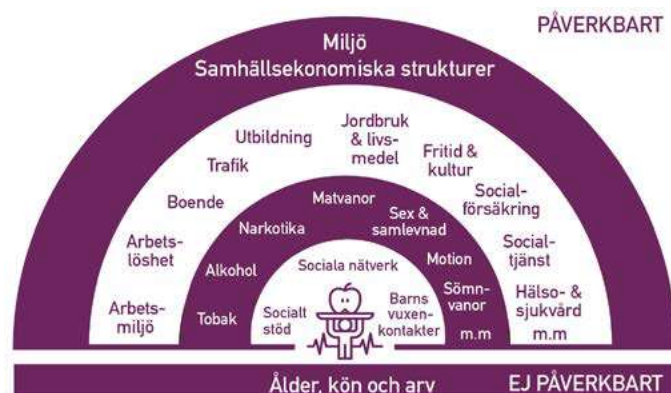 PÅVERKBART
Miljö
Samhällsekonomiska strukturer
Arbets-
miljö
Arbets-
löshet
Boende
Trafik
Utbildning
Jordbruk
& livs-
medel
Fritid &
kultur
Social-
försäkring
Social-
tjänst
Hälso- &
sjukvård
m.m
Tobak
Alkohol
Narkotika
Matvanor
Sex &
samlevnad
Motion
Sömn-
vanor
m.m
Socialt
stöd
Sociala nätverk
Barns
vuxen-
kontakter
Ålder, kön och arv
EJ PÅVERKBART